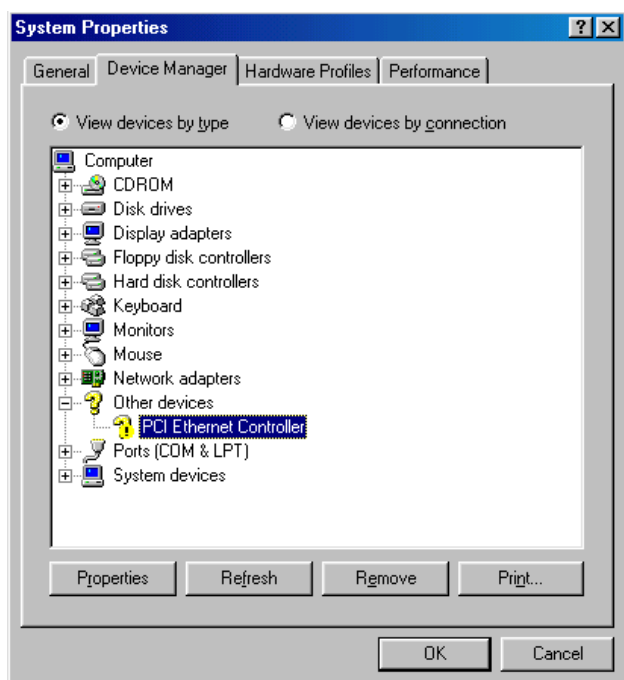 System Properties
General Device Manager Hardware Profiles Performance
View devices by type View devices by connection
Computer
CDROM
Disk drives
Display adapters
Floppy disk controllers
Hard disk controllers
Keyboard
Monitors
Mouse
Network adapters
Other devices
PCI Ethernet Controller
Ports (COM & LPT)
System devices
Properties Refresh Remove Print...
OK Cancel